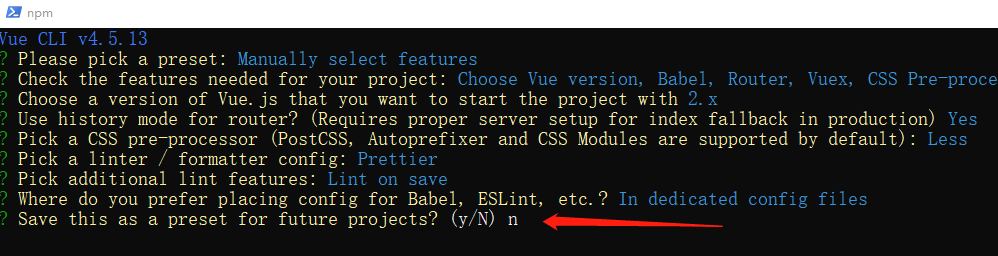 npm
Vue CLI v4.5.13
? Please pick a preset: Manually select features
? Check the features needed for your project: Choose Vue version, Babel, Router, Vuex, CSS Pre-proce
? Choose a version of Vue.js that you want to start the project with 2.x
? Use history mode for router? (Requires proper server setup for index fallback in production) Yes
? Pick a CSS pre-processor (PostCSS, Autoprefixer and CSS Modules are supported by default): Less
? Pick a linter / formatter config: Prettier
? Pick additional lint features: Lint on save
? Where do you prefer placing config for Babel, ESLint, etc.? In dedicated config files
? Save this as a preset for future projects? (y/N) n